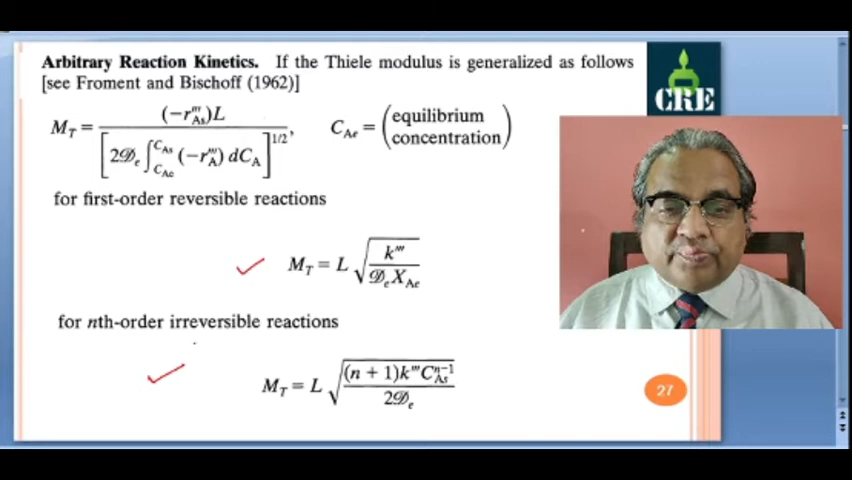 Arbitrary Reaction Kinetics. If the Thiele modulus is generalized as follows
[see Froment and Bischoff (1962)]
CRE
M_T = (−r‴_As)L / [2𝒟_e ∫_{C_Ae}^{C_As} (−r‴_A) dC_A]^{1/2}, C_Ae = (equilibrium concentration)
for first-order reversible reactions
M_T = L √(k‴ / 𝒟_e X_Ae)
for nth-order irreversible reactions
M_T = L √((n + 1)k‴C_As^{n−1} / 2𝒟_e)
27